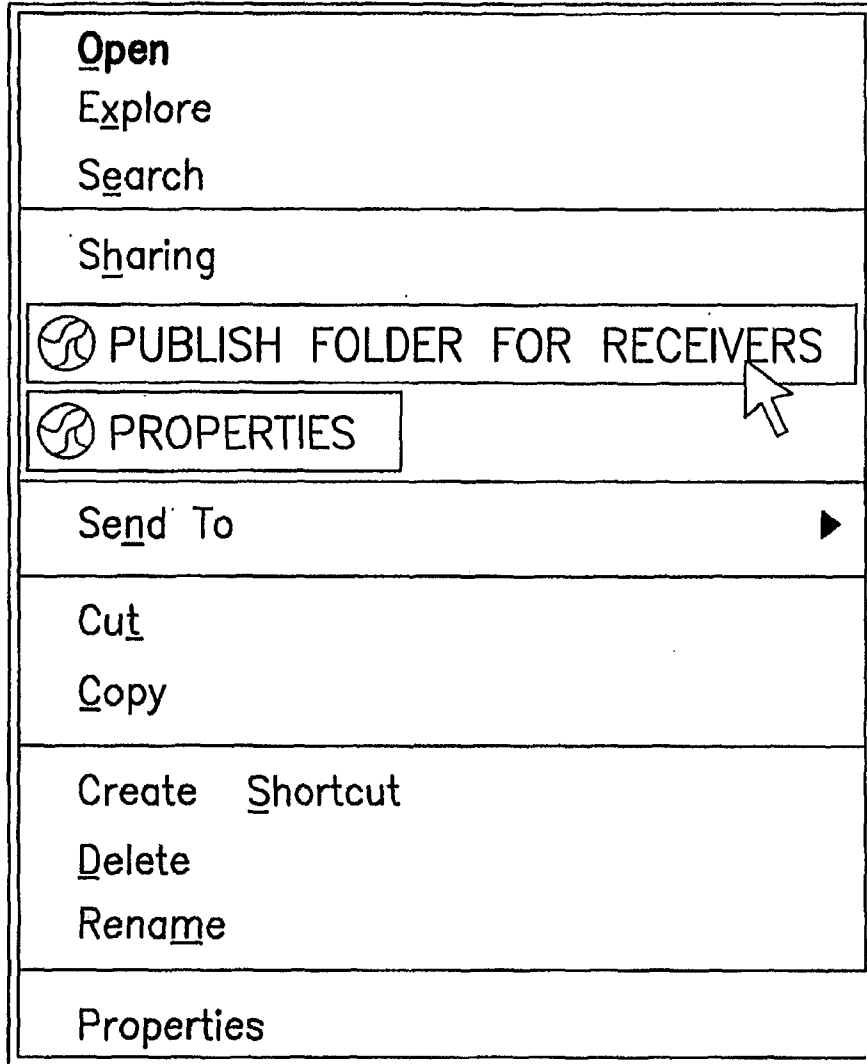 Open
Explore
Search
Sharing
PUBLISH FOLDER FOR RECEIVERS
PROPERTIES
Send To
Cut
Copy
Create Shortcut
Delete
Rename
Properties